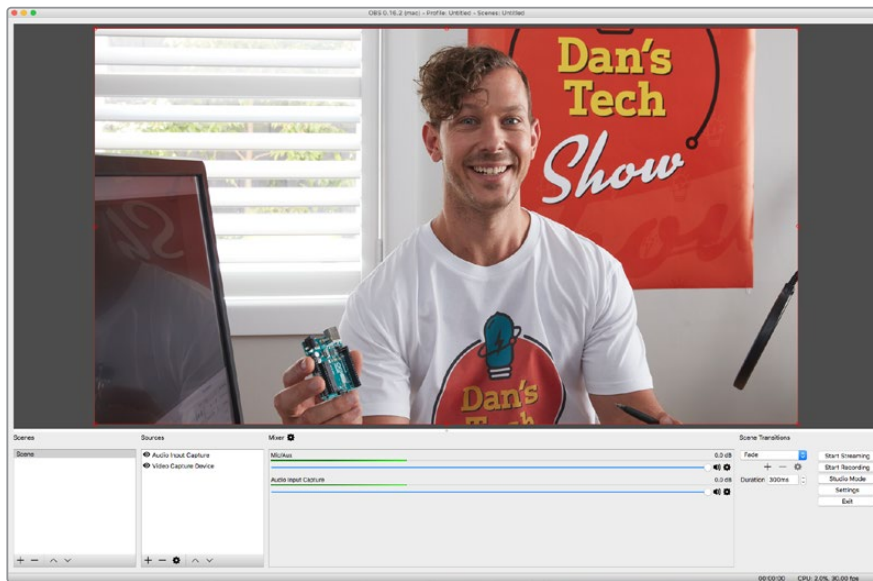 OBS 0.16.2 (mac) - Profile: Untitled - Scenes: Untitled
Dan's
Tech
Show
Dan's
Tech
Scenes
Sources
Mixer
Scene Transitions
Scene
Audio Input Capture
Video Capture Device
Mic/Aux
0.0 dB
Audio Input Capture
0.0 dB
Fade
Duration 300ms
Start Streaming
Start Recording
Studio Mode
Settings
Exit
00:00:00 CPU: 2.0%, 30.00 fps